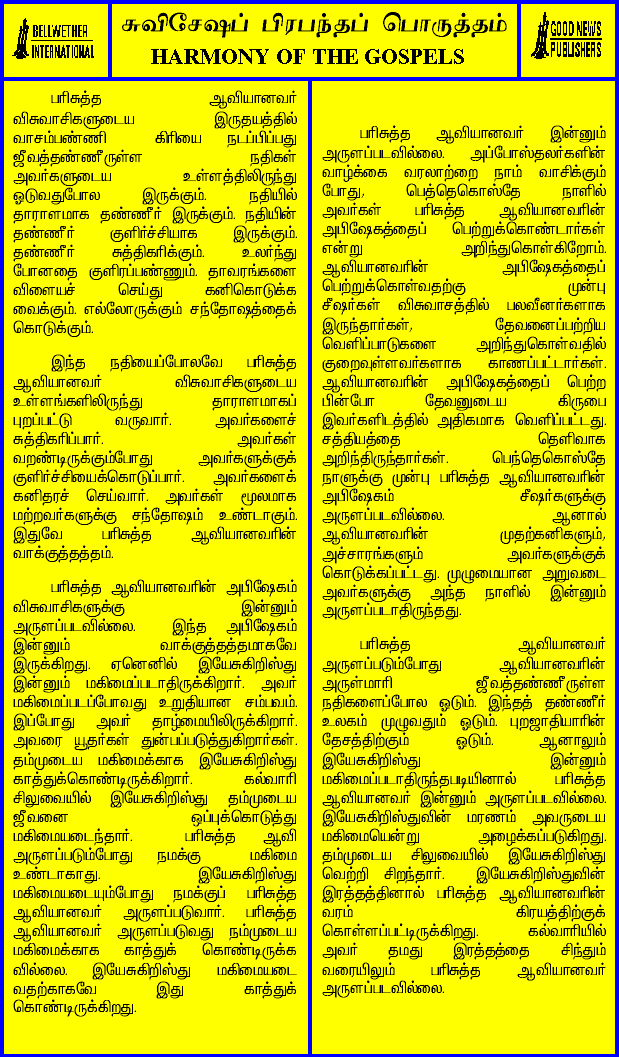 BELLWETHER
INTERNATIONAL
சுவிசேஷப் பிரபந்தப் பொருத்தம்
HARMONY OF THE GOSPELS
GOOD NEWS
PUBLISHERS
பரிசுத்த ஆவியானவர்
விசுவாசிகளுடைய இருதயத்தில்
வாசம்பண்ணி கிரியை நடப்பிப்பது
ஜீவத்தண்ணீருள்ள நதிகள்
அவர்களுடைய உள்ளத்திலிருந்து
ஓடுவதுபோல இருக்கும். நதியில்
தாராளமாக தண்ணீர் இருக்கும். நதியின்
தண்ணீர் குளிர்ச்சியாக இருக்கும்.
தண்ணீர் சுத்திகரிக்கும். உலர்ந்து
போனதை குளிரப்பண்ணும். தாவரங்களை
விளையச் செய்து கனிகொடுக்க
வைக்கும். எல்லோருக்கும் சந்தோஷத்தைக்
கொடுக்கும்.
இந்த நதியைப்போலவே பரிசுத்த
ஆவியானவர் விசுவாசிகளுடைய
உள்ளங்களிலிருந்து தாராளமாகப்
புறப்பட்டு வருவார். அவர்களைச்
சுத்திகரிப்பார். அவர்கள்
வறண்டிருக்கும்போது அவர்களுக்குக்
குளிர்ச்சியைக்கொடுப்பார். அவர்களைக்
கனிதரச் செய்வார். அவர்கள் மூலமாக
மற்றவர்களுக்கு சந்தோஷம் உண்டாகும்.
இதுவே பரிசுத்த ஆவியானவரின்
வாக்குத்தத்தம்.
பரிசுத்த ஆவியானவரின் அபிஷேகம்
விசுவாசிகளுக்கு இன்னும்
அருளப்படவில்லை. இந்த அபிஷேகம்
இன்னும் வாக்குத்தத்தமாகவே
இருக்கிறது. ஏனெனில் இயேசுகிறிஸ்து
இன்னும் மகிமைப்படாதிருக்கிறார். அவர்
மகிமைப்படப்போவது உறுதியான சம்பவம்.
இப்போது அவர் தாழ்மையிலிருக்கிறார்.
அவரை யூதர்கள் துன்பப்படுத்துகிறார்கள்.
தம்முடைய மகிமைக்காக இயேசுகிறிஸ்து
காத்துக்கொண்டிருக்கிறார். கல்வாரி
சிலுவையில் இயேசுகிறிஸ்து தம்முடைய
ஜீவனை ஒப்புக்கொடுத்து
மகிமையடைந்தார். பரிசுத்த ஆவி
அருளப்படும்போது நமக்கு மகிமை
உண்டாகாது. இயேசுகிறிஸ்து
மகிமையடையும்போது நமக்குப் பரிசுத்த
ஆவியானவர் அருளப்படுவார். பரிசுத்த
ஆவியானவர் அருளப்படுவது நம்முடைய
மகிமைக்காக காத்துக் கொண்டிருக்க
வில்லை. இயேசுகிறிஸ்து மகிமையடை
வதற்காகவே இது காத்துக்
கொண்டிருக்கிறது.
பரிசுத்த ஆவியானவர் இன்னும்
அருளப்படவில்லை. அப்போஸ்தலர்களின்
வாழ்க்கை வரலாற்றை நாம் வாசிக்கும்
போது, பெத்தெகொஸ்தே நாளில்
அவர்கள் பரிசுத்த ஆவியானவரின்
அபிஷேகத்தைப் பெற்றுக்கொண்டார்கள்
என்று அறிந்துகொள்கிறோம்.
ஆவியானவரின் அபிஷேகத்தைப்
பெற்றுக்கொள்வதற்கு முன்பு
சீஷர்கள் விசுவாசத்தில் பலவீனர்களாக
இருந்தார்கள், தேவனைப்பற்றிய
வெளிப்பாடுகளை அறிந்துகொள்வதில்
குறைவுள்ளவர்களாக காணப்பட்டார்கள்.
ஆவியானவரின் அபிஷேகத்தைப் பெற்ற
பின்போ தேவனுடைய கிருபை
இவர்களிடத்தில் அதிகமாக வெளிப்பட்டது.
சத்தியத்தை தெளிவாக
அறிந்திருந்தார்கள். பெந்தெகொஸ்தே
நாளுக்கு முன்பு பரிசுத்த ஆவியானவரின்
அபிஷேகம் சீஷர்களுக்கு
அருளப்படவில்லை. ஆனால்
ஆவியானவரின் முதற்கனிகளும்,
அச்சாரங்களும் அவர்களுக்குக்
கொடுக்கப்பட்டது. முழுமையான அறுவடை
அவர்களுக்கு அந்த நாளில் இன்னும்
அருளப்படாதிருந்தது.
பரிசுத்த ஆவியானவர்
அருளப்படும்போது ஆவியானவரின்
அருள்மாரி ஜீவத்தண்ணீருள்ள
நதிகளைப்போல ஓடும். இந்தத் தண்ணீர்
உலகம் முழுவதும் ஓடும். புறஜாதியாரின்
தேசத்திற்கும் ஓடும். ஆனாலும்
இயேசுகிறிஸ்து இன்னும்
மகிமைப்படாதிருந்தபடியினால் பரிசுத்த
ஆவியானவர் இன்னும் அருளப்படவில்லை.
இயேசுகிறிஸ்துவின் மரணம் அவருடைய
மகிமையென்று அழைக்கப்படுகிறது.
தம்முடைய சிலுவையில் இயேசுகிறிஸ்து
வெற்றி சிறந்தார். இயேசுகிறிஸ்துவின்
இரத்தத்தினால் பரிசுத்த ஆவியானவரின்
வரம் கிரயத்திற்குக்
கொள்ளப்பட்டிருக்கிறது. கல்வாரியில்
அவர் தமது இரத்தத்தை சிந்தும்
வரையிலும் பரிசுத்த ஆவியானவர்
அருளப்படவில்லை.